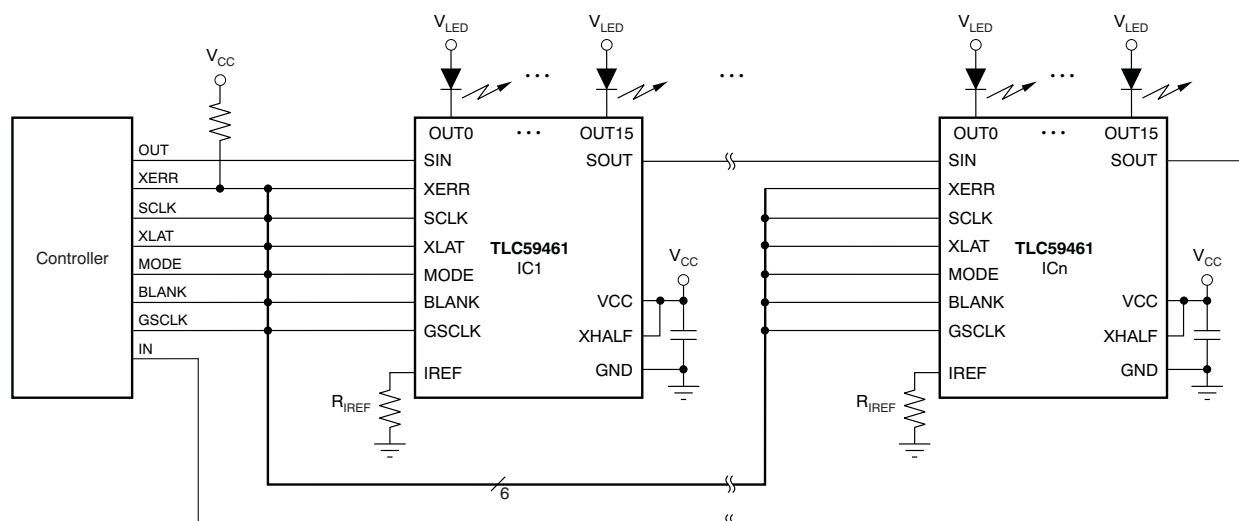 V_LED V_LED V_LED V_LED
V_CC
... ... ... ...
OUT0 ... OUT15
OUT0 ... OUT15
OUT
XERR
SCLK
XLAT
MODE
BLANK
GSCLK
IN
Controller
SIN
XERR
SCLK
XLAT
MODE
BLANK
GSCLK
IREF
SOUT
TLC59461
IC1
VCC
XHALF
GND
V_CC
R_IREF
SIN
XERR
SCLK
XLAT
MODE
BLANK
GSCLK
IREF
SOUT
TLC59461
ICn
VCC
XHALF
GND
V_CC
R_IREF
6